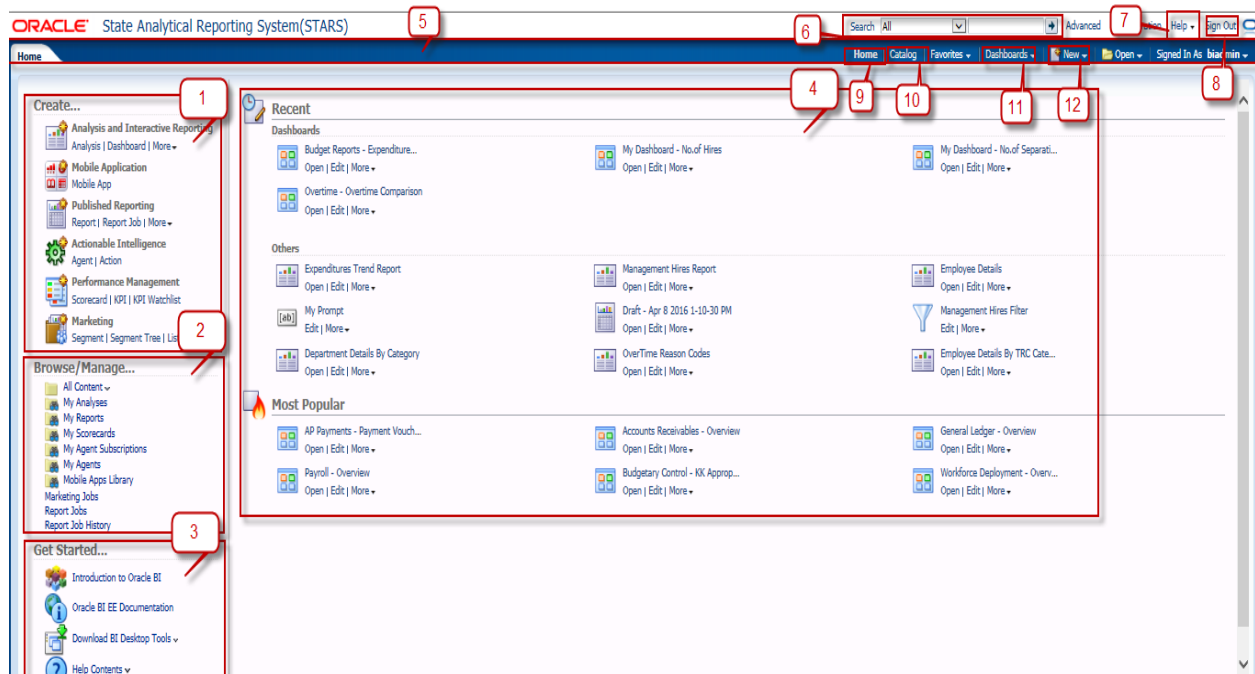 ORACLE State Analytical Reporting System(STARS)
5
6
Search All
Advanced
7
Help
Sign Out
Home
Home Catalog Favorites Dashboards New Open Signed In As biadmin
8
9
10
11
12
4
1
Create...
Analysis and Interactive Reporting
Analysis | Dashboard | More
Mobile Application
Mobile App
Published Reporting
Report | Report Job | More
Actionable Intelligence
Agent | Action
Performance Management
Scorecard | KPI | KPI Watchlist
Marketing
Segment | Segment Tree |
2
Browse/Manage...
All Content
My Analyses
My Reports
My Scorecards
My Agent Subscriptions
My Agents
Mobile Apps Library
Marketing Jobs
Report Jobs
Report Job History
3
Get Started...
Introduction to Oracle BI
Oracle BI EE Documentation
Download BI Desktop Tools
Help Contents
Recent
Dashboards
Budget Reports - Expenditure...
Open | Edit | More
My Dashboard - No.of Hires
Open | Edit | More
My Dashboard - No.of Separati...
Open | Edit | More
Overtime - Overtime Comparison
Open | Edit | More
Others
Expenditures Trend Report
Open | Edit | More
Management Hires Report
Open | Edit | More
Employee Details
Open | Edit | More
[ab]
My Prompt
Edit | More
Draft - Apr 8 2016 1-10-30 PM
Open | Edit | More
Management Hires Filter
Edit | More
Department Details By Category
Open | Edit | More
OverTime Reason Codes
Open | Edit | More
Employee Details By TRC Cate...
Open | Edit | More
Most Popular
AP Payments - Payment Vouch...
Open | Edit | More
Accounts Receivables - Overview
Open | Edit | More
General Ledger - Overview
Open | Edit | More
Payroll - Overview
Open | Edit | More
Budgetary Control - KK Approp...
Open | Edit | More
Workforce Deployment - Overv...
Open | Edit | More